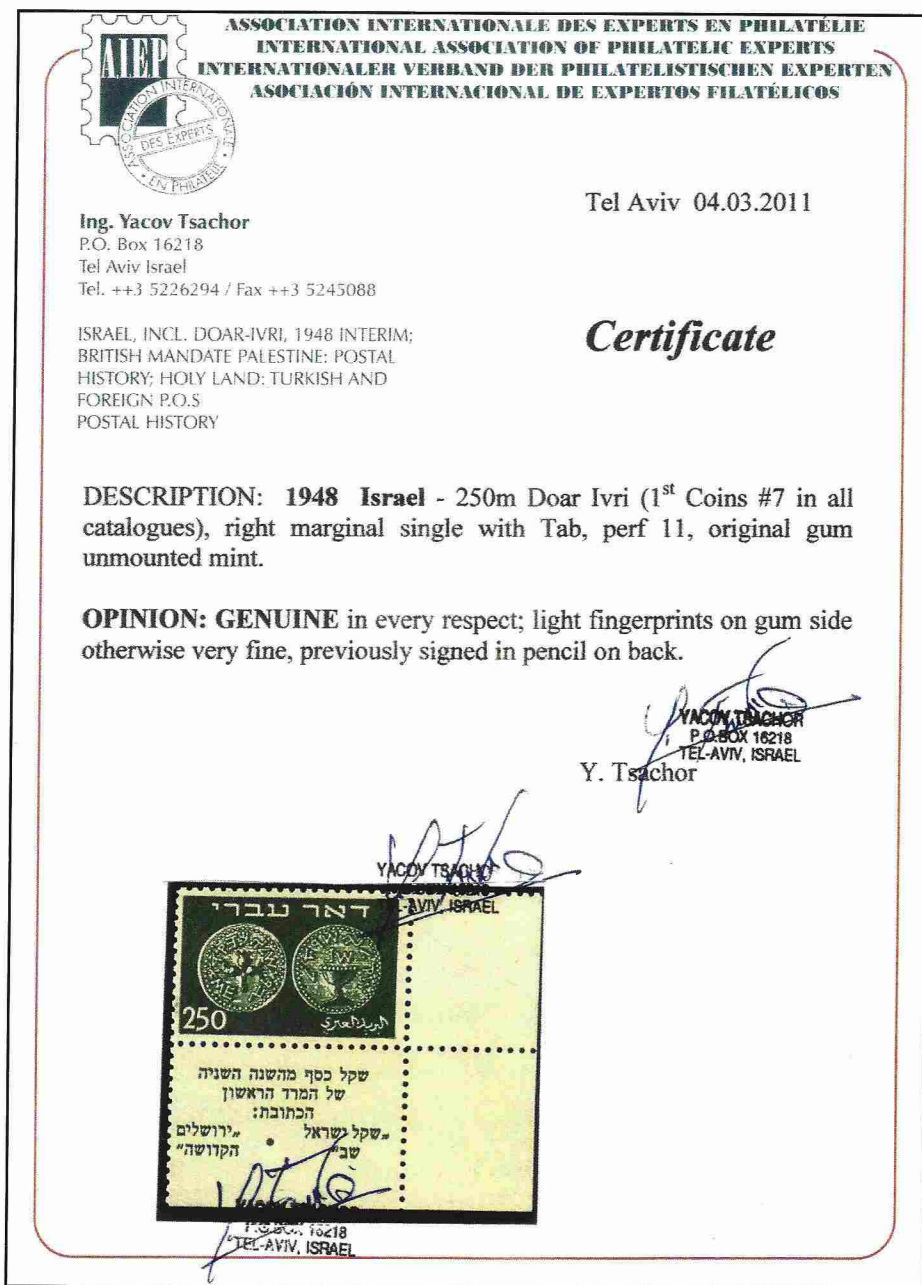 ASSOCIATION INTERNATIONALE DES EXPERTS EN PHILATÉLIE
INTERNATIONAL ASSOCIATION OF PHILATELIC EXPERTS
INTERNATIONALER VERBAND DER PHILATELISTISCHEN EXPERTEN
ASOCIACIÓN INTERNACIONAL DE EXPERTOS FILATÉLICOS
AIEP
ASSOCIATION INTERNATIONALE
DES EXPERTS
• EN PHILATÉLIE •
Tel Aviv 04.03.2011
Ing. Yacov Tsachor
P.O. Box 16218
Tel Aviv Israel
Tel. ++3 5226294 / Fax ++3 5245088
ISRAEL, INCL. DOAR-IVRI, 1948 INTERIM;
BRITISH MANDATE PALESTINE: POSTAL
HISTORY; HOLY LAND: TURKISH AND
FOREIGN P.O.S
POSTAL HISTORY
Certificate
DESCRIPTION: 1948 Israel - 250m Doar Ivri (1st Coins #7 in all
catalogues), right marginal single with Tab, perf 11, original gum
unmounted mint.
OPINION: GENUINE in every respect; light fingerprints on gum side
otherwise very fine, previously signed in pencil on back.
YACOV TSACHOR
P.O.BOX 16218
TEL-AVIV, ISRAEL
Y. Tsachor
YACOV TSACHOR
L-AVIV, ISRAEL
דאר עברי
250
البريد العبري
שקל כסף מהשנה השניה
של המרד הראשון
הכתובת:
„שקל ישראל • „ירושלים
שב" הקדושה"
P.O.BOX 16218
TEL-AVIV, ISRAEL